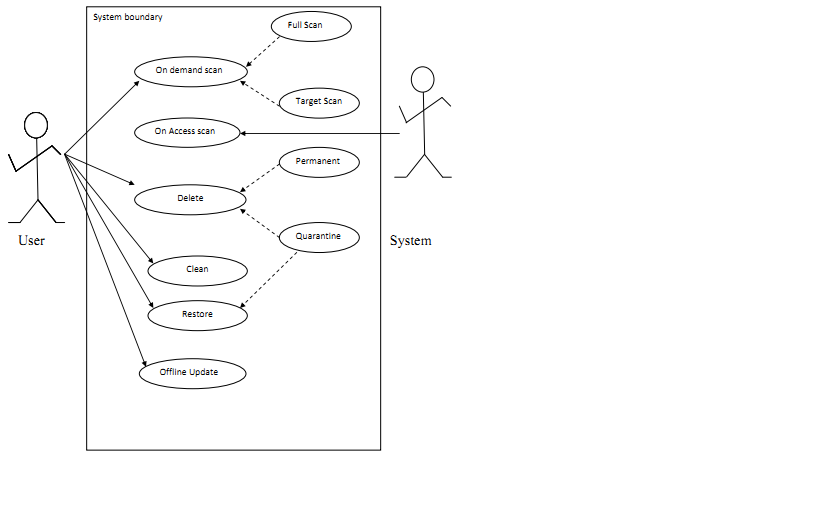 System boundary
Full Scan
On demand scan
Target Scan
On Access scan
Permanent
Delete
Quarantine
User
System
Clean
Restore
Offline Update